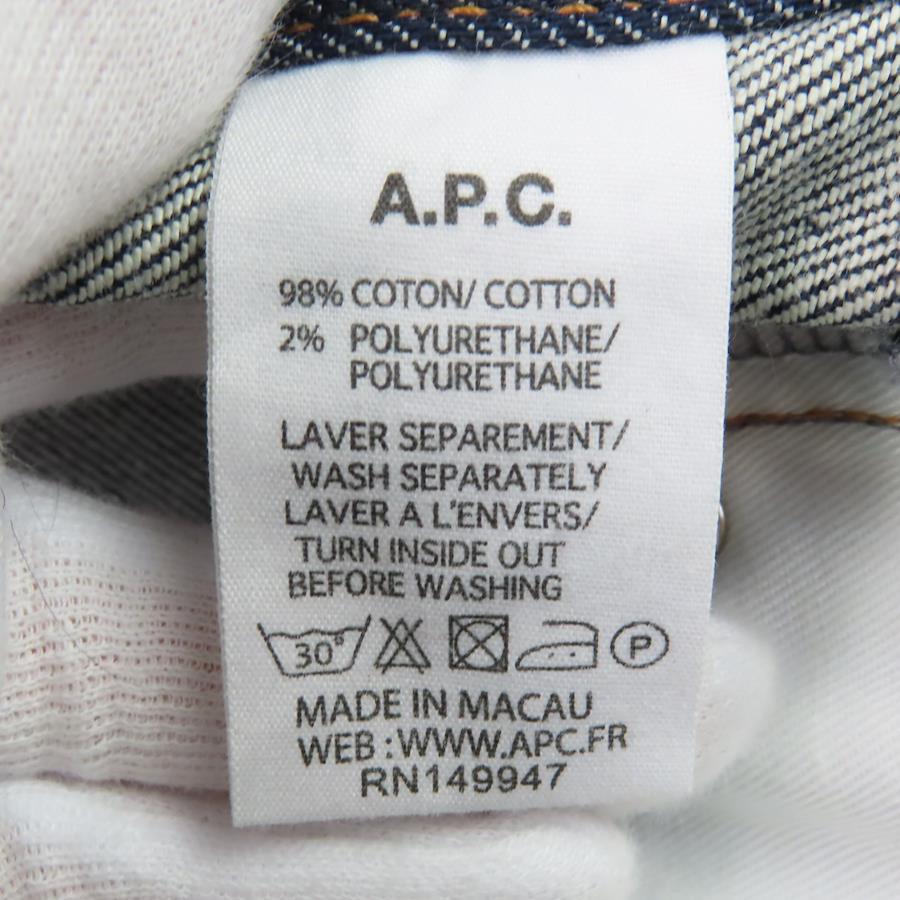 A.P.C.
98% COTON/ COTTON
2% POLYURETHANE/
POLYURETHANE
LAVER SEPAREMENT/
WASH SEPARATELY
LAVER A L'ENVERS/
TURN INSIDE OUT
BEFORE WASHING
30° P
MADE IN MACAU
WEB : WWW.APC.FR
RN149947